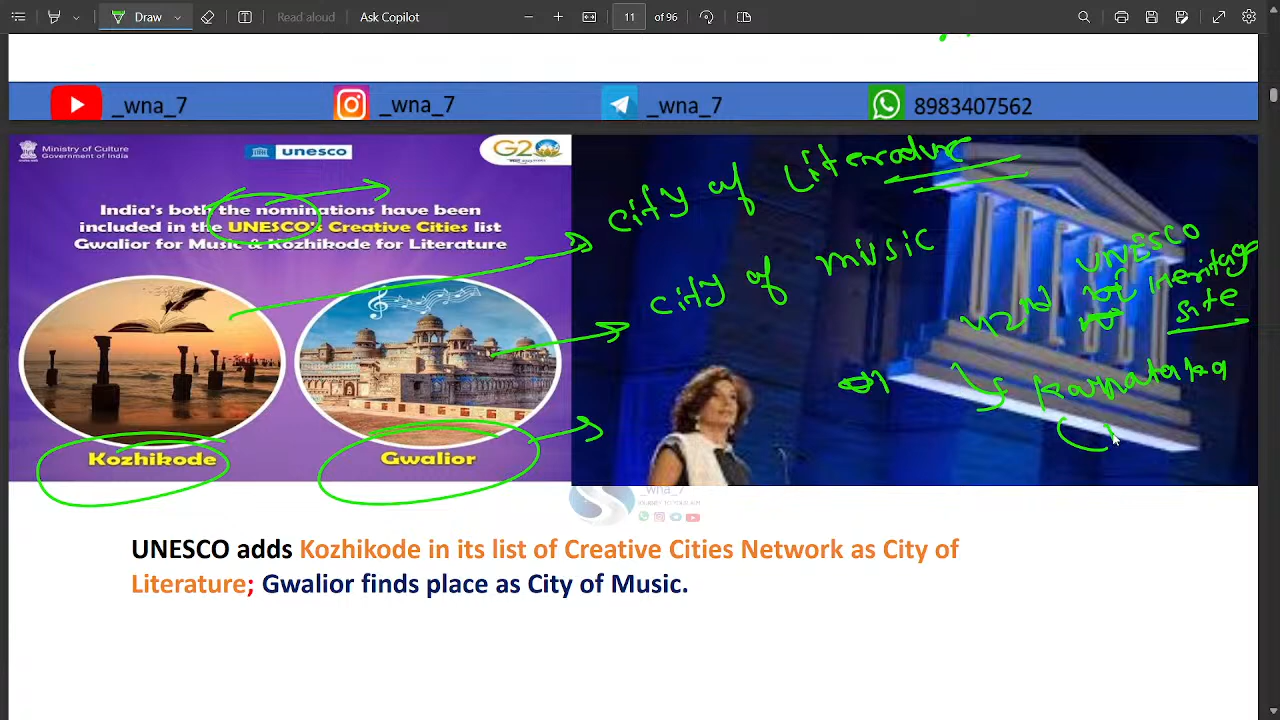 Draw
Read aloud
Ask Copilot
11
of 96
_wna_7
_wna_7
_wna_7
8983407562
Ministry of Culture
Government of India
unesco
G20
India's both the nominations have been
included in the UNESCO's Creative Cities list
Gwalior for Music & Kozhikode for Literature
Kozhikode
Gwalior
city of Literature
city of music
42nd UNESCO
Heritage
site
Karnataka
_wna_7
UNESCO adds Kozhikode in its list of Creative Cities Network as City of
Literature; Gwalior finds place as City of Music.